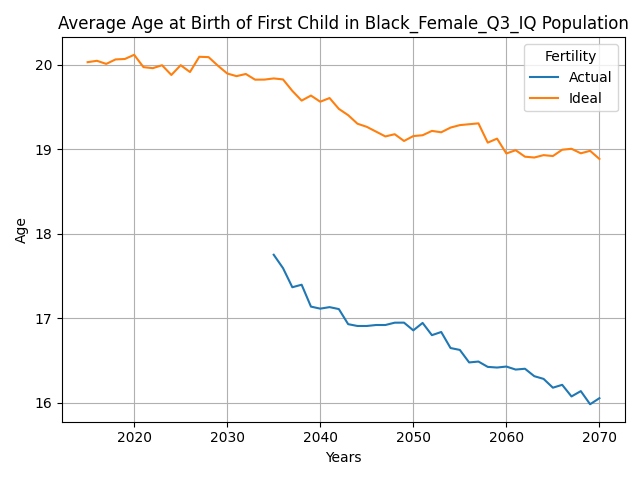 Average Age at Birth of First Child in Black_Female_Q3_IQ Population
Fertility
Actual
Ideal
20
19
18
17
16
Age
2020
2030
2040
2050
2060
2070
Years